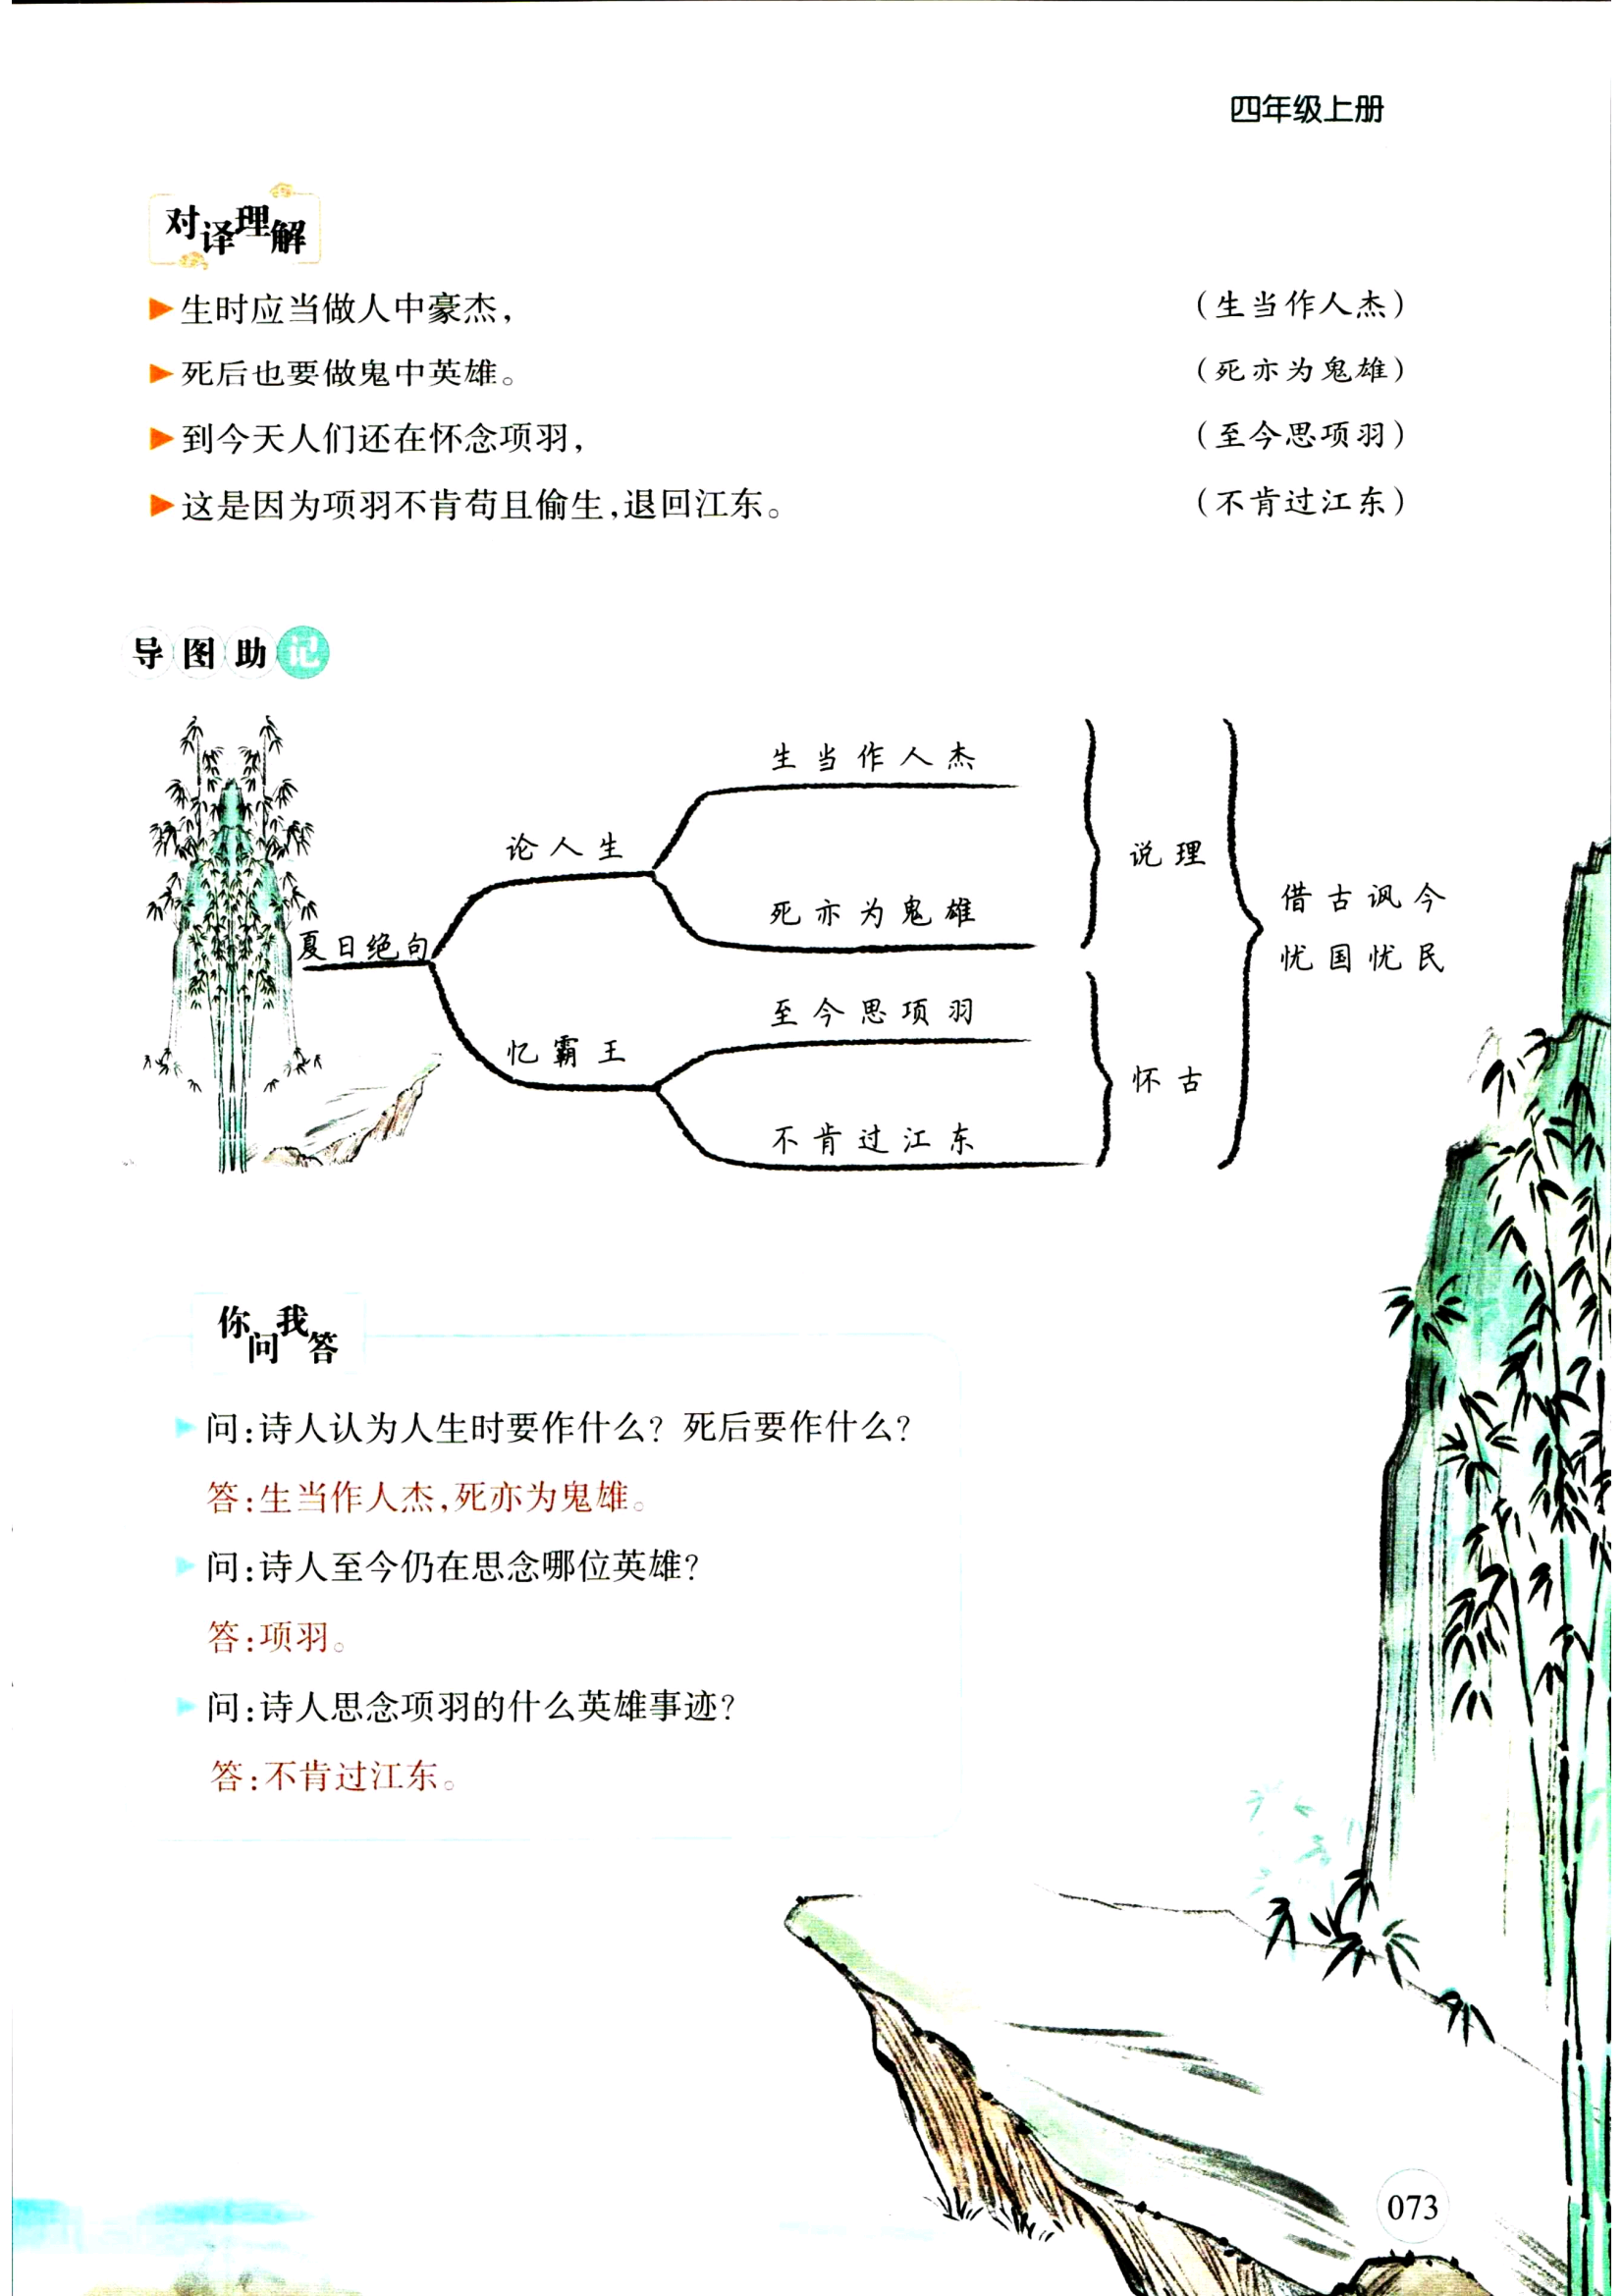 四年级上册
对译理解
生时应当做人中豪杰，（生当作人杰）
死后也要做鬼中英雄。（死亦为鬼雄）
到今天人们还在怀念项羽，（至今思项羽）
这是因为项羽不肯苟且偷生，退回江东。（不肯过江东）
导图助记
夏日绝句
论人生
生当作人杰
死亦为鬼雄
说理
忆霸王
至今思项羽
不肯过江东
怀古
借古讽今
忧国忧民
你问我答
问：诗人认为人生时要作什么？死后要作什么？
答：生当作人杰，死亦为鬼雄。
问：诗人至今仍在思念哪位英雄？
答：项羽。
问：诗人思念项羽的什么英雄事迹？
答：不肯过江东。
073